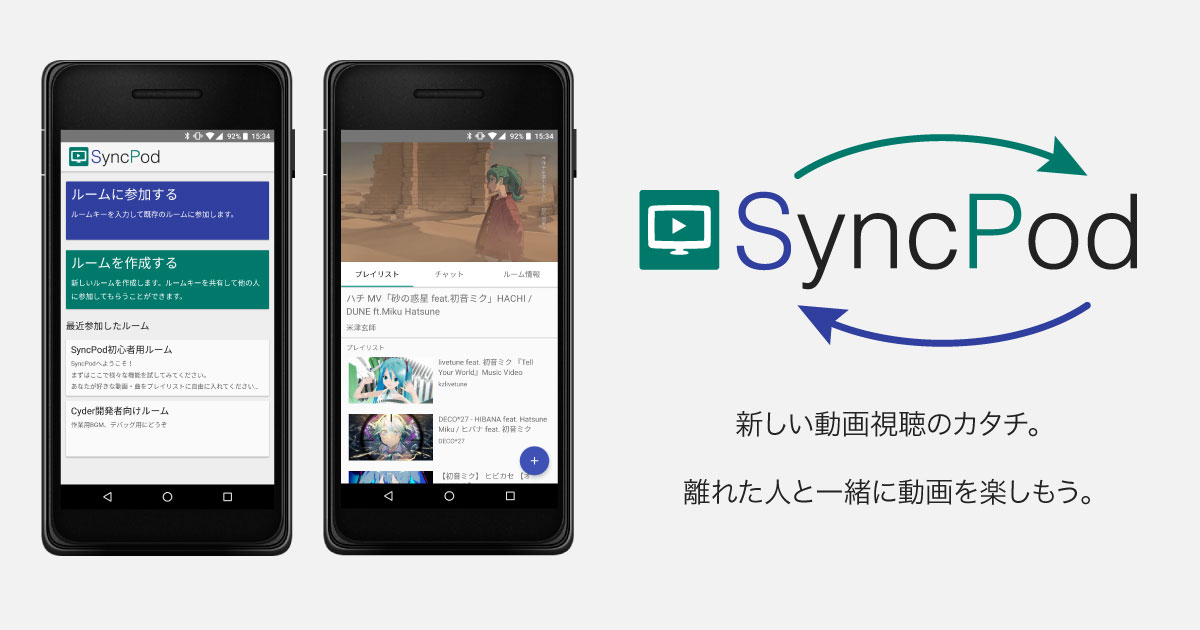 92% 15:34
SyncPod
ルームに参加する
ルームキーを入力して既存のルームに参加します。
ルームを作成する
新しいルームを作成します。ルームキーを共有して他の人
に参加してもらうことができます。
最近参加したルーム
SyncPod初心者用ルーム
SyncPodへようこそ！
まずはここで様々な機能を試してみてください。
あなたが好きな動画・曲をプレイリストに自由に入れてください...
Cyder開発者向けルーム
作業用BGM、デバッグ用にどうぞ
92% 15:34
プレイリスト チャット ルーム情報
ハチ MV「砂の惑星 feat.初音ミク」HACHI /
DUNE ft.Miku Hatsune
米津玄師
プレイリスト
livetune feat. 初音ミク 『Tell
Your World』Music Video
kzlivetune
DECO*27 - HIBANA feat. Hatsune
Miku / ヒバナ feat. 初音ミク
DECO*27
【初音ミク】 ヒビカセ 【オ
SyncPod
新しい動画視聴のカタチ。
離れた人と一緒に動画を楽しもう。